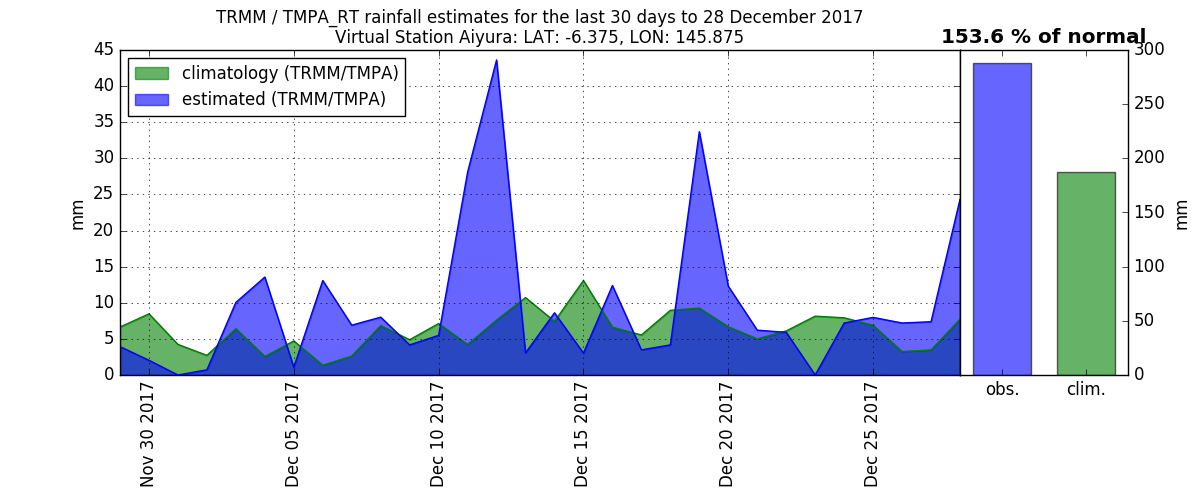 TRMM / TMPA_RT rainfall estimates for the last 30 days to 28 December 2017
Virtual Station Aiyura: LAT: -6.375, LON: 145.875
153.6 % of normal
climatology (TRMM/TMPA)
estimated (TRMM/TMPA)
mm
45
40
35
30
25
20
15
10
5
0
Nov 30 2017
Dec 05 2017
Dec 10 2017
Dec 15 2017
Dec 20 2017
Dec 25 2017
obs.
clim.
300
250
200
150
100
50
0
mm